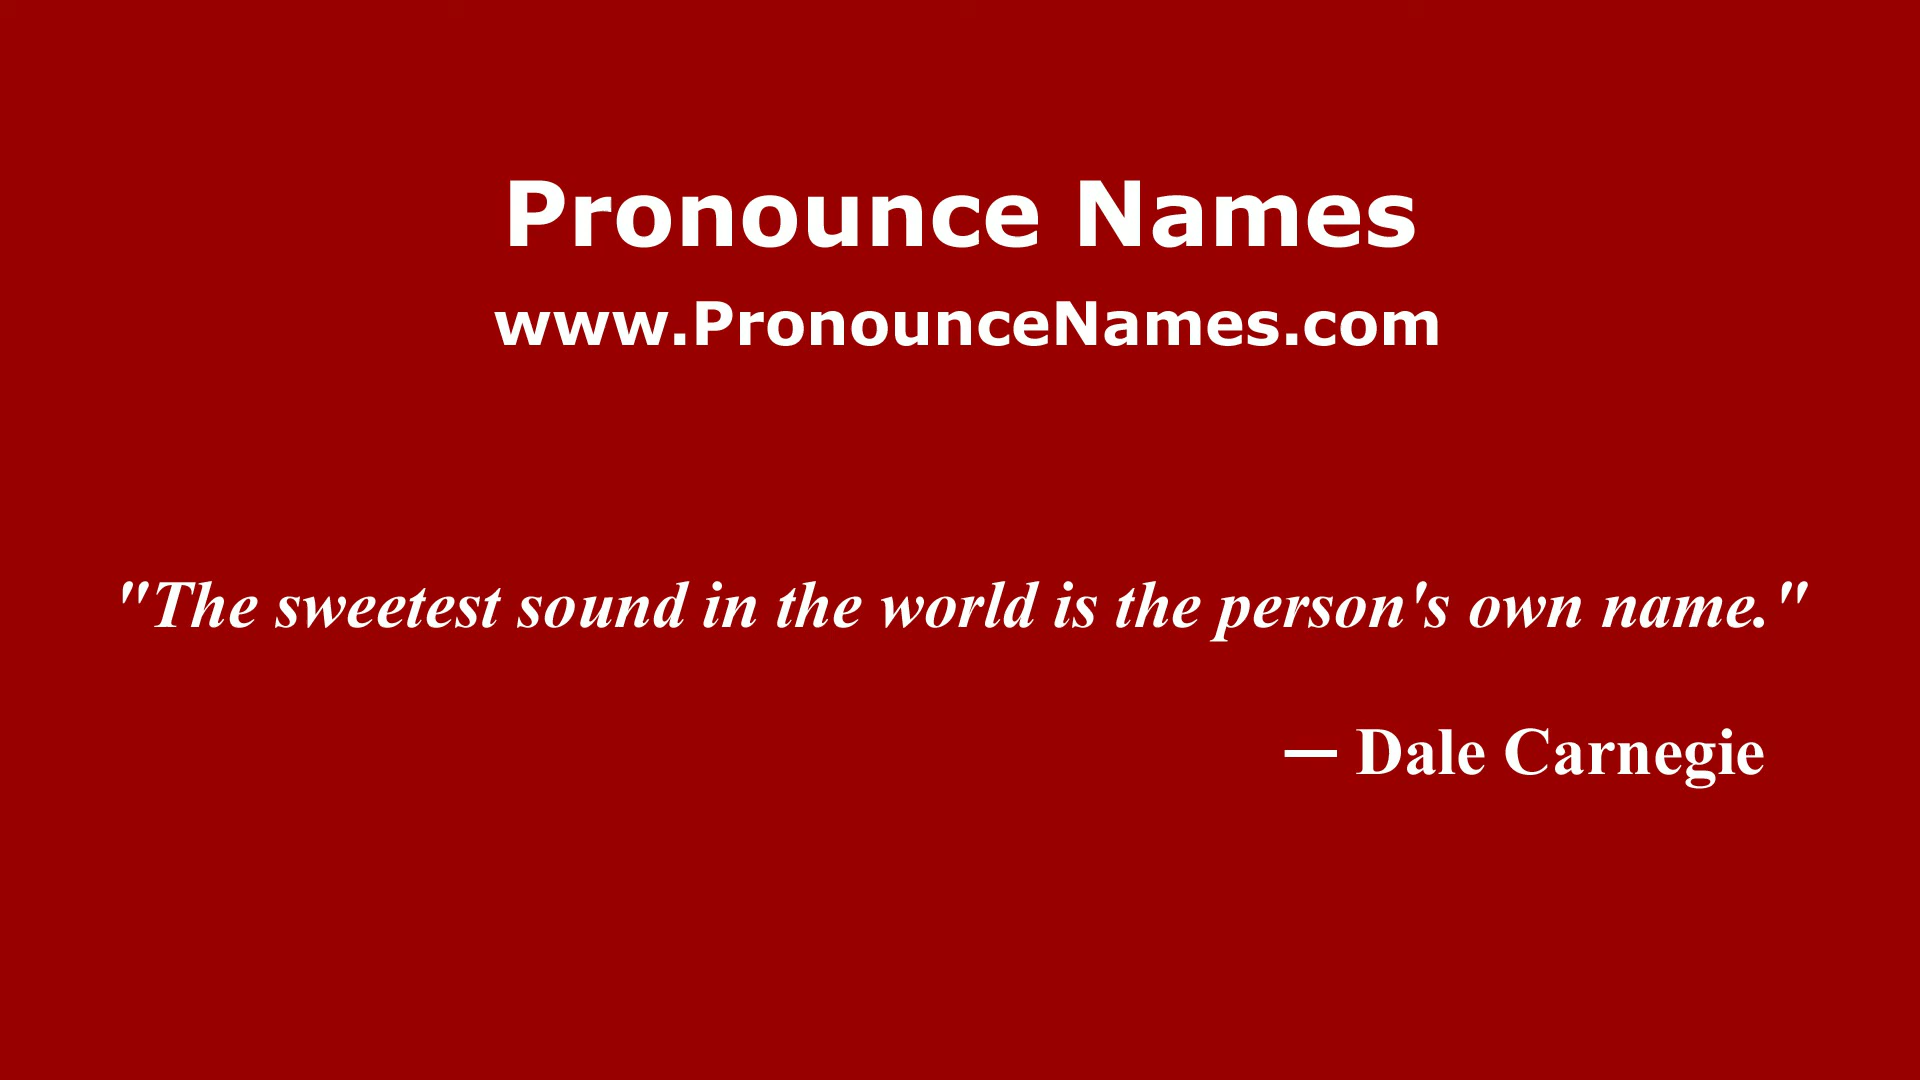 Pronounce Names
www.PronounceNames.com
"The sweetest sound in the world is the person's own name."
— Dale Carnegie